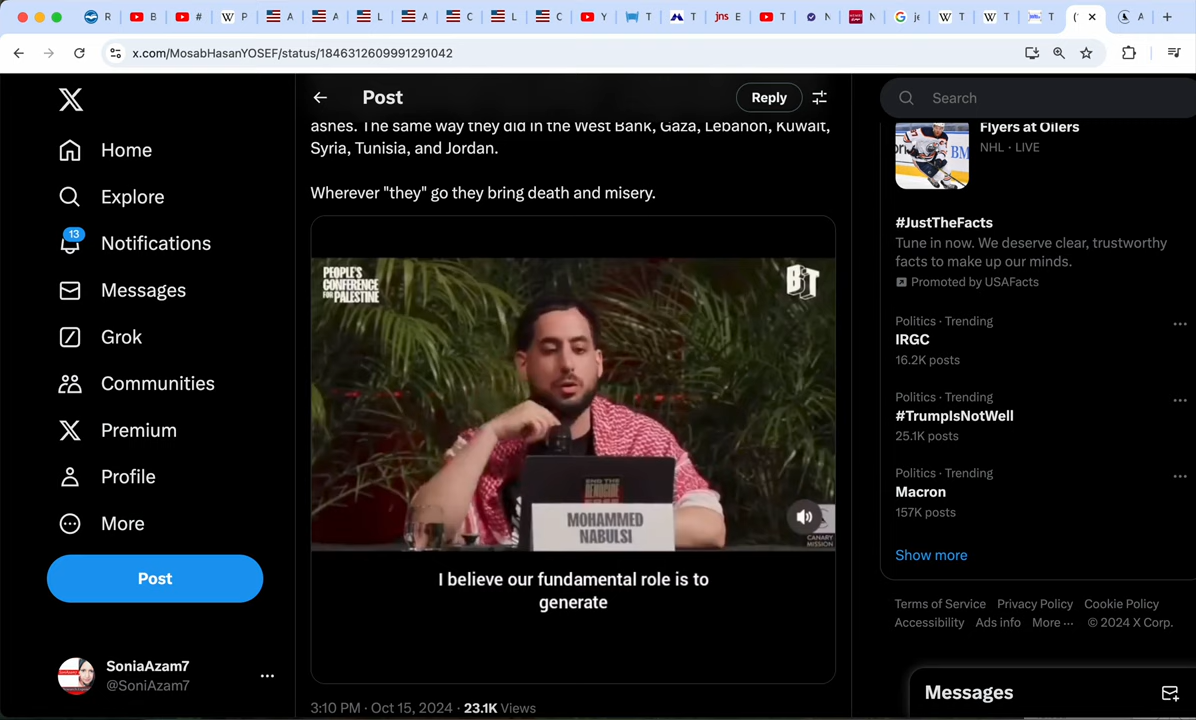 R
B
#
P
A
A
L
A
C
L
C
Y
T
T
jns E
T
N
je
T
T
T
(
A
x.com/MosabHasanYOSEF/status/1846312609991291042
Home
Explore
13
Notifications
Messages
Grok
Communities
Premium
Profile
More
Post
SoniaAzam7
@SoniAzam7
Post
Reply
ashes. The same way they did in the West Bank, Gaza, Lebanon, Kuwait,
Syria, Tunisia, and Jordan.
Wherever "they" go they bring death and misery.
PEOPLE'S
CONFERENCE
FOR PALESTINE
BT
END THE
GENOCIDE
MOHAMMED
NABULSI
CANARY
MISSION
I believe our fundamental role is to
generate
3:10 PM · Oct 15, 2024 · 23.1K Views
Search
Flyers at Oilers
NHL · LIVE
#JustTheFacts
Tune in now. We deserve clear, trustworthy
facts to make up our minds.
Promoted by USAFacts
Politics · Trending
IRGC
16.2K posts
Politics · Trending
#TrumpIsNotWell
25.1K posts
Politics · Trending
Macron
157K posts
Show more
Terms of Service Privacy Policy Cookie Policy
Accessibility Ads info More ··· © 2024 X Corp.
Messages